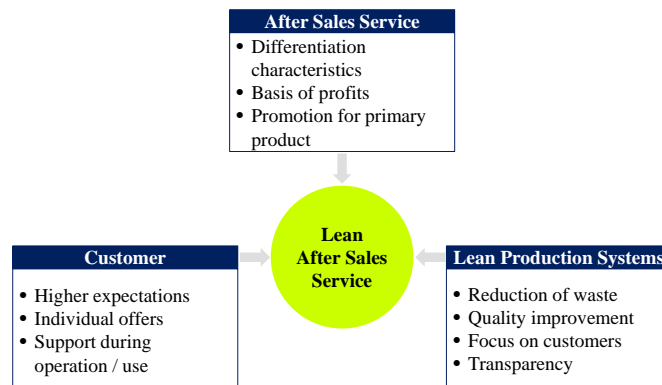 After Sales Service
• Differentiation
characteristics
• Basis of profits
• Promotion for primary
product
Lean
After Sales
Service
Customer
• Higher expectations
• Individual offers
• Support during
operation / use
Lean Production Systems
• Reduction of waste
• Quality improvement
• Focus on customers
• Transparency